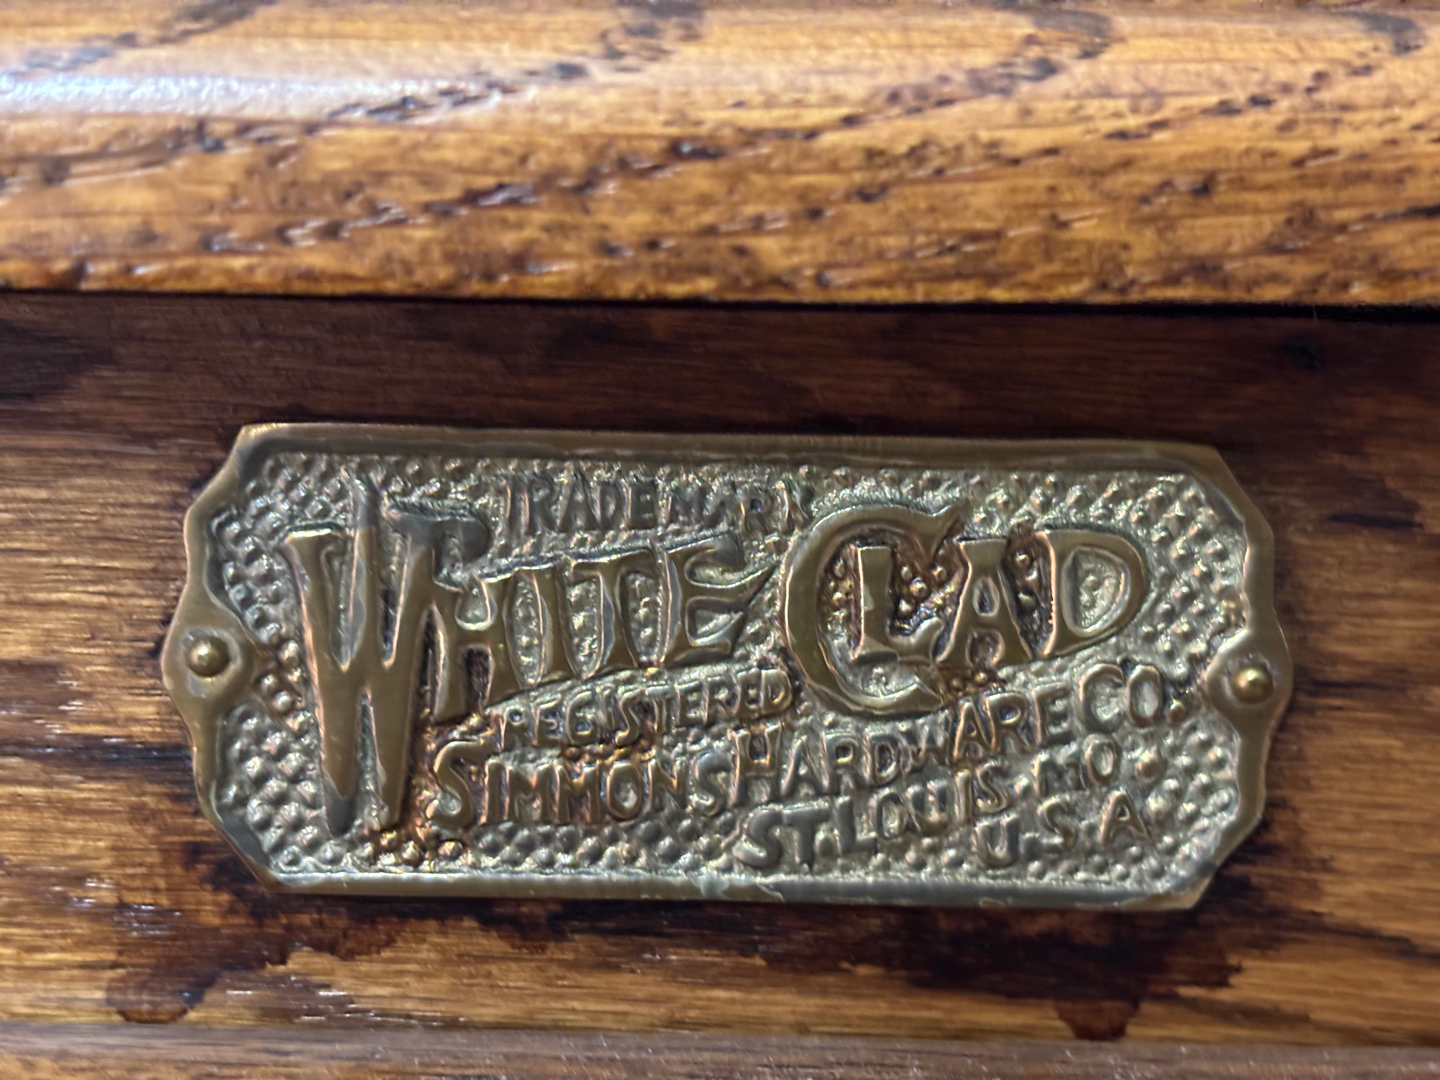 TRADE MARK
WHITE CLAD
REGISTERED
SIMMONS HARDWARE CO.
ST. LOUIS MO.
U.S.A